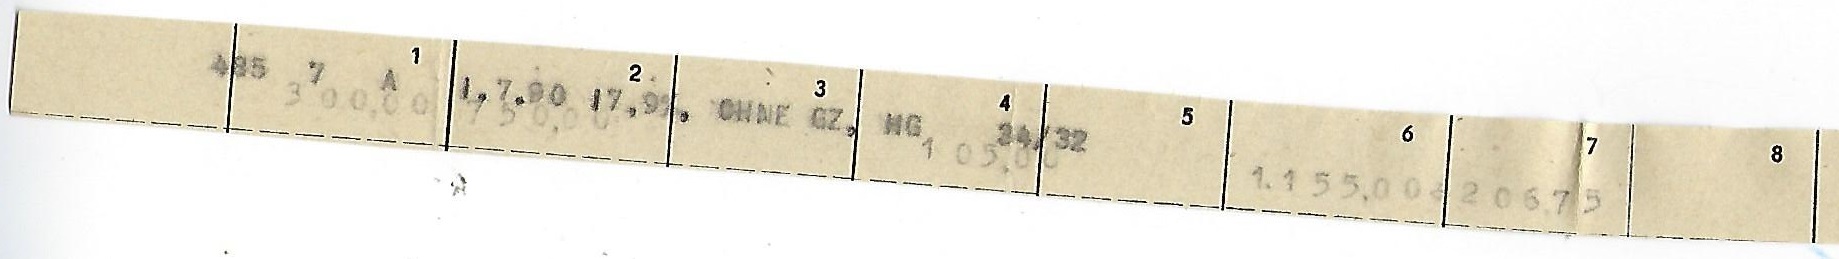 1 2 3 4 5 6 7 8
485 7 A 1.7.80 17.9%. OHNE GZ, MG 34/32
300,00 750,00 105,00 1.155,00 206,75